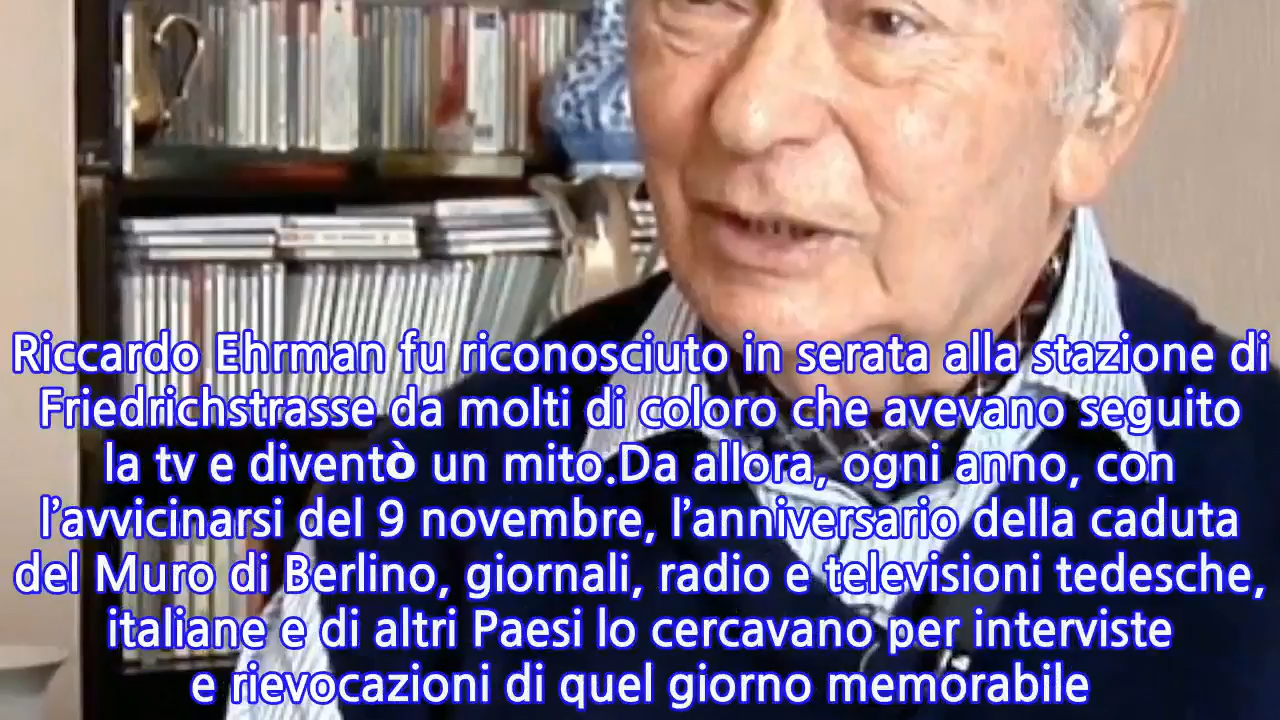 Riccardo Ehrman fu riconosciuto in serata alla stazione di
Friedrichstrasse da molti di coloro che avevano seguito
la tv e diventò un mito.Da allora, ogni anno, con
l’avvicinarsi del 9 novembre, l’anniversario della caduta
del Muro di Berlino, giornali, radio e televisioni tedesche,
italiane e di altri Paesi lo cercavano per interviste
e rievocazioni di quel giorno memorabile